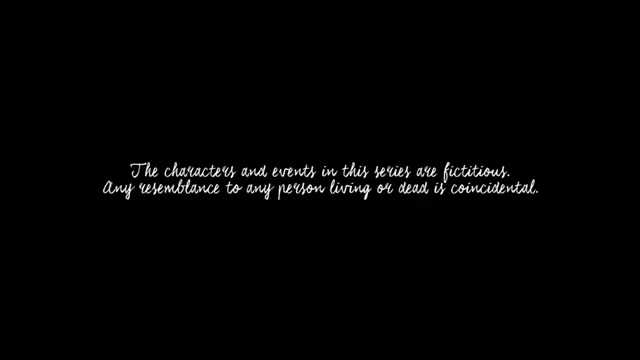 The characters and events in this series are fictitious.
Any resemblance to any person living or dead is coincidental.